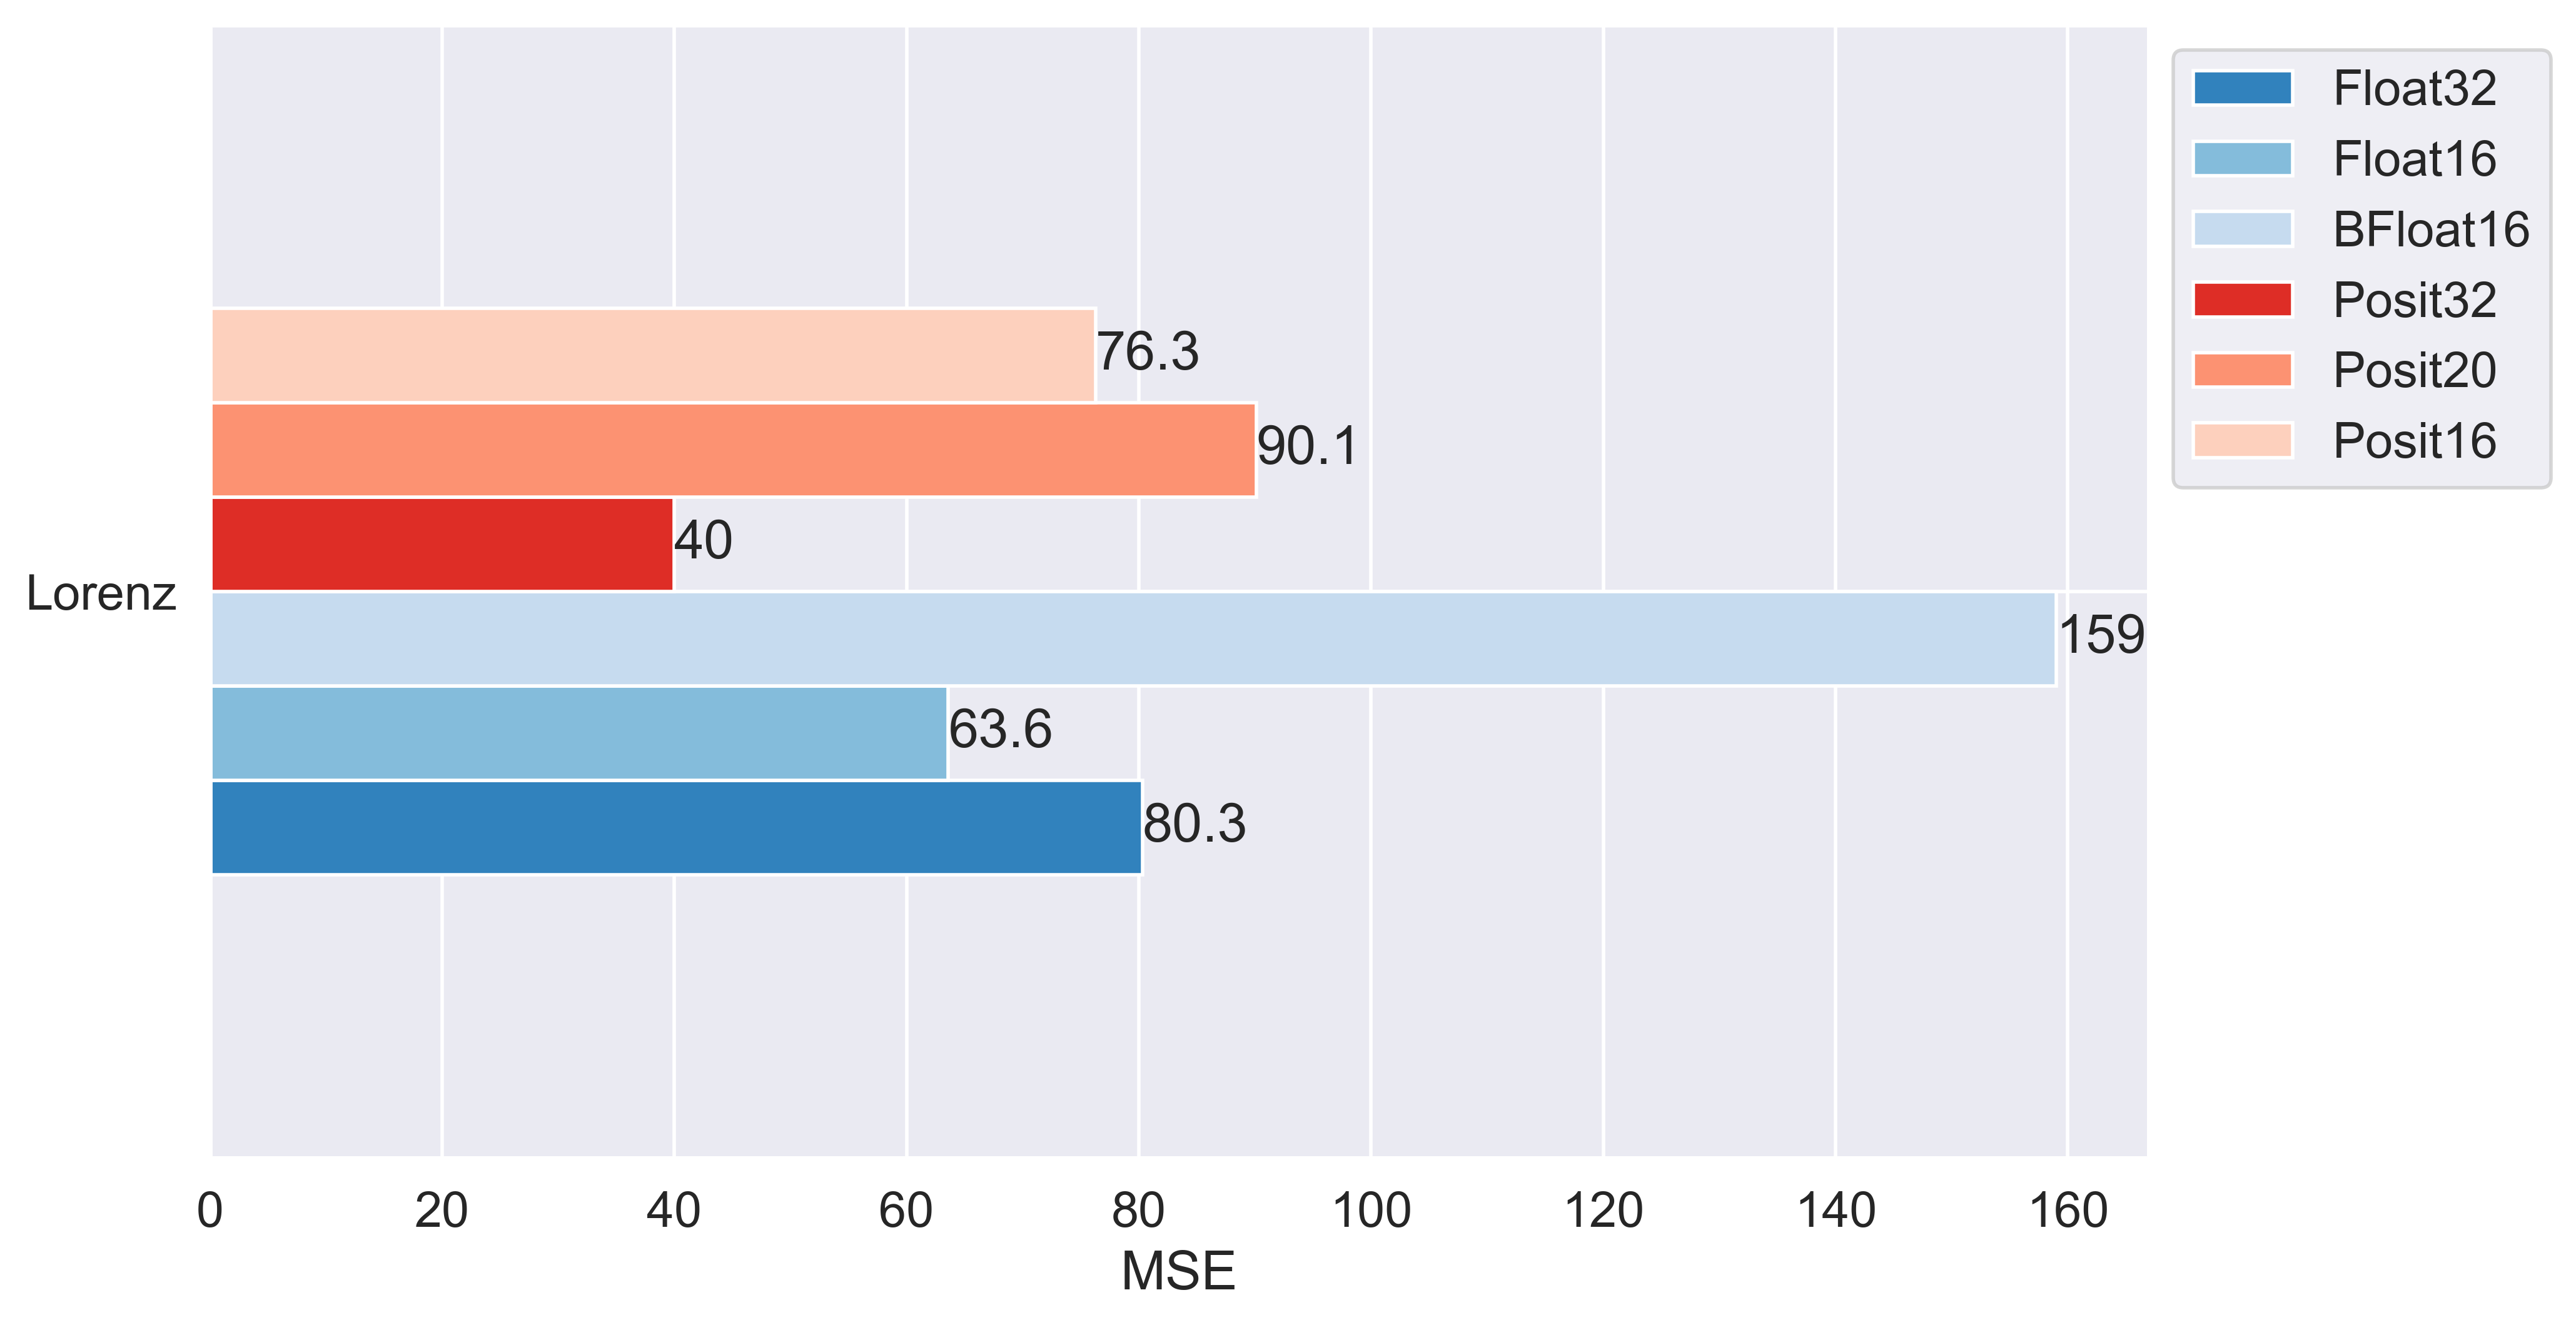 Float32
Float16
BFloat16
Posit32
Posit20
Posit16
76.3
90.1
40
Lorenz
159
63.6
80.3
0 20 40 60 80 100 120 140 160
MSE